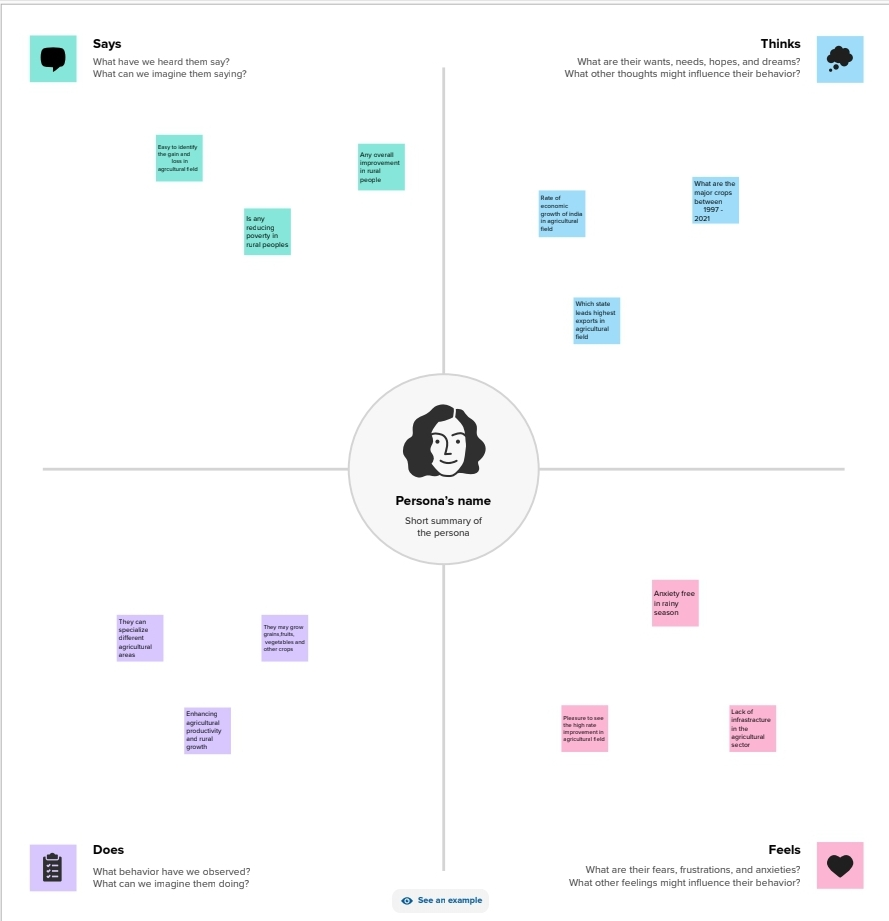 Says
What have we heard them say?
What can we imagine them saying?
Thinks
What are their wants, needs, hopes, and dreams?
What other thoughts might influence their behavior?
Easy to identify
the gain and
loss in
agrcultural field
Any overall
improvement
in rural
people
Is any
reducing
poverty in
rural peoples
Rate of
economic
growth of india
in agricultural
field
What are the
major crops
between
1997 -
2021
Which state
leads highest
exports in
agricultural
field
Persona's name
Short summary of
the persona
They can
specialize
different
agricultural
areas
They may grow
grains,fruits,
vegetables and
other crops
Enhancing
agricultural
productivity
and rural
growth
Anxiety free
in rainy
season
Pleesure to see
the high rate
improvement in
agricultural field
Lack of
infrastracture
in the
agricultural
sector
Does
What behavior have we observed?
What can we imagine them doing?
Feels
What are their fears, frustrations, and anxieties?
What other feelings might influence their behavior?
See an example